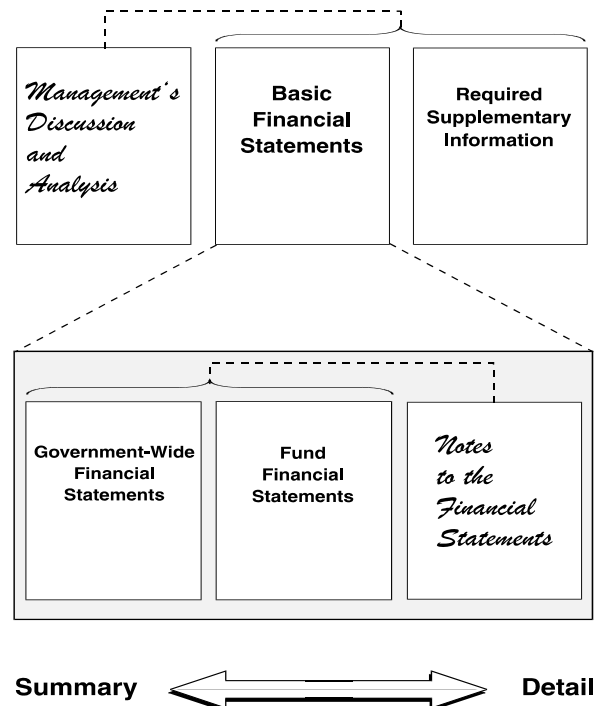 Management's
Discussion
and
Analysis
Basic
Financial
Statements
Required
Supplementary
Information
Government-Wide
Financial
Statements
Fund
Financial
Statements
Notes
to the
Financial
Statements
Summary
Detail